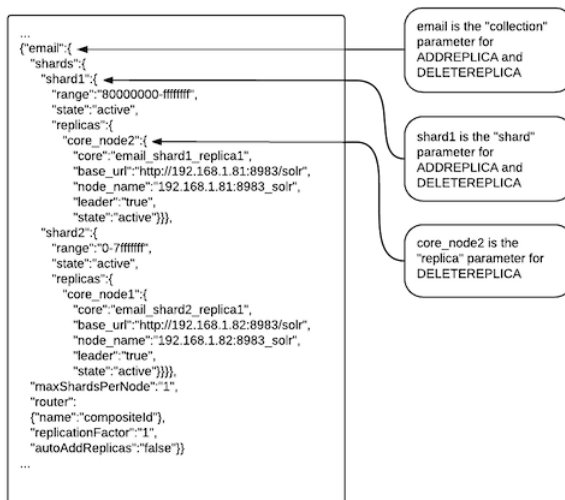 ...
{"email":{
"shards":{
"shard1":{
"range":"80000000-ffffffff",
"state":"active",
"replicas":{
"core_node2":{
"core":"email_shard1_replica1",
"base_url":"http://192.168.1.81:8983/solr",
"node_name":"192.168.1.81:8983_solr",
"leader":"true",
"state":"active"}}},
"shard2":{
"range":"0-7fffffff",
"state":"active",
"replicas":{
"core_node1":{
"core":"email_shard2_replica1",
"base_url":"http://192.168.1.82:8983/solr",
"node_name":"192.168.1.82:8983_solr",
"leader":"true",
"state":"active"}}}},
"maxShardsPerNode":"1",
"router":
{"name":"compositeId"},
"replicationFactor":"1",
"autoAddReplicas":"false"}}
...
email is the "collection"
parameter for
ADDREPLICA and
DELETEREPLICA
shard1 is the "shard"
parameter for
ADDREPLICA and
DELETEREPLICA
core_node2 is the
"replica" parameter for
DELETEREPLICA